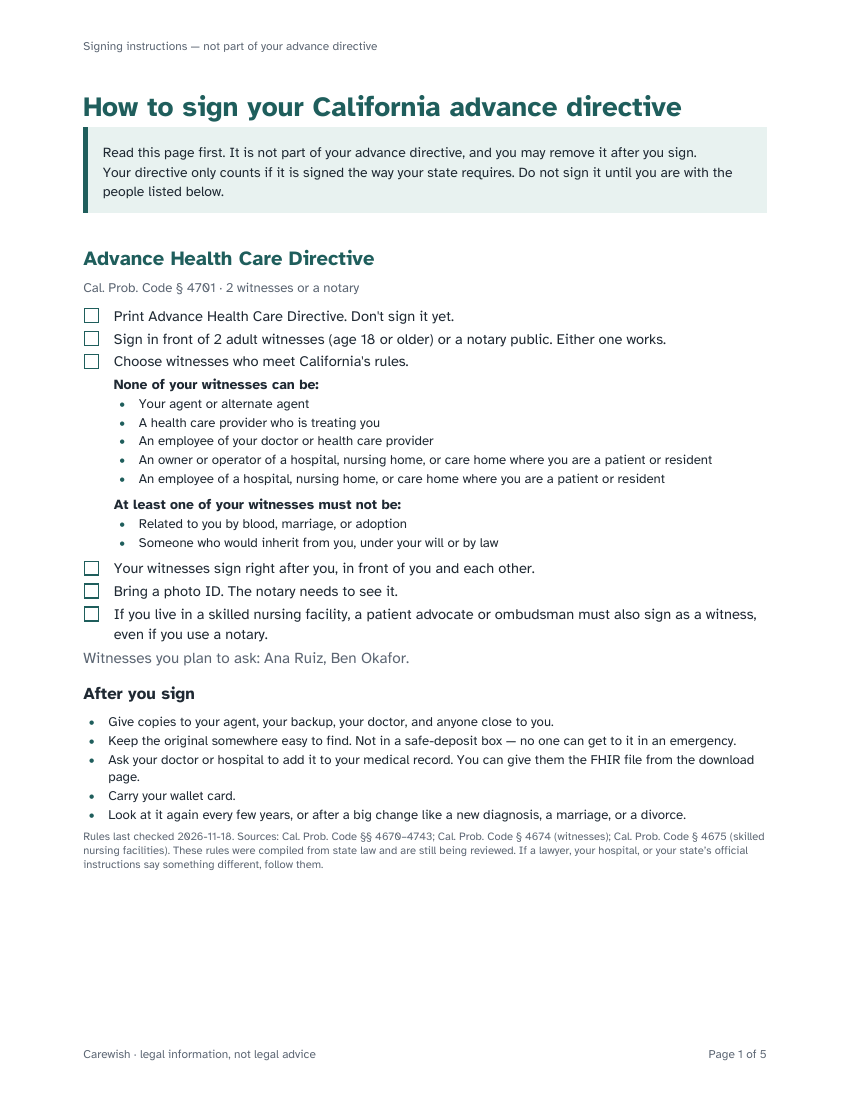 Signing instructions — not part of your advance directive
How to sign your California advance directive
Read this page first. It is not part of your advance directive, and you may remove it after you sign.
Your directive only counts if it is signed the way your state requires. Do not sign it until you are with the
people listed below.
Advance Health Care Directive
Cal. Prob. Code § 4701 · 2 witnesses or a notary
Print Advance Health Care Directive. Don't sign it yet.
Sign in front of 2 adult witnesses (age 18 or older) or a notary public. Either one works.
Choose witnesses who meet California's rules.
None of your witnesses can be:
• Your agent or alternate agent
• A health care provider who is treating you
• An employee of your doctor or health care provider
• An owner or operator of a hospital, nursing home, or care home where you are a patient or resident
• An employee of a hospital, nursing home, or care home where you are a patient or resident
At least one of your witnesses must not be:
• Related to you by blood, marriage, or adoption
• Someone who would inherit from you, under your will or by law
Your witnesses sign right after you, in front of you and each other.
Bring a photo ID. The notary needs to see it.
If you live in a skilled nursing facility, a patient advocate or ombudsman must also sign as a witness,
even if you use a notary.
Witnesses you plan to ask: Ana Ruiz, Ben Okafor.
After you sign
• Give copies to your agent, your backup, your doctor, and anyone close to you.
• Keep the original somewhere easy to find. Not in a safe-deposit box — no one can get to it in an emergency.
• Ask your doctor or hospital to add it to your medical record. You can give them the FHIR file from the download
page.
• Carry your wallet card.
• Look at it again every few years, or after a big change like a new diagnosis, a marriage, or a divorce.
Rules last checked 2026-11-18. Sources: Cal. Prob. Code §§ 4670–4743; Cal. Prob. Code § 4674 (witnesses); Cal. Prob. Code § 4675 (skilled
nursing facilities). These rules were compiled from state law and are still being reviewed. If a lawyer, your hospital, or your state's official
instructions say something different, follow them.
Carewish · legal information, not legal advice
Page 1 of 5